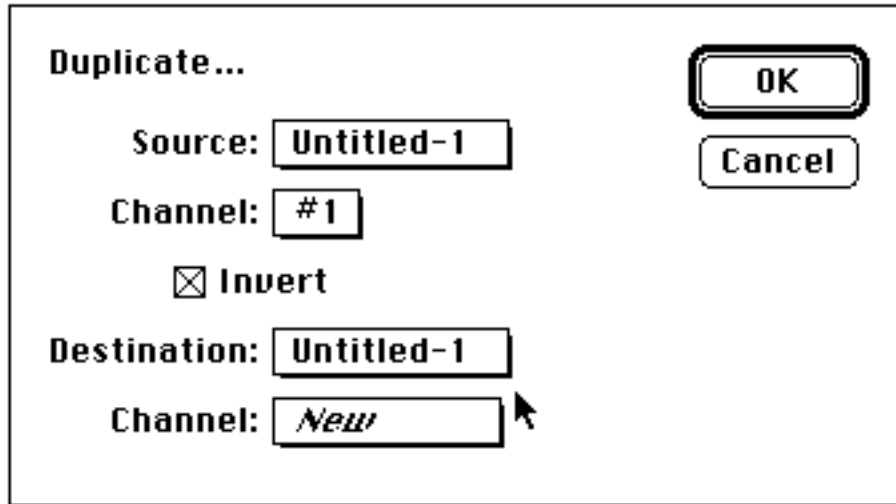 Duplicate...
OK
Source: Untitled-1
Cancel
Channel: #1
Invert
Destination: Untitled-1
Channel: New